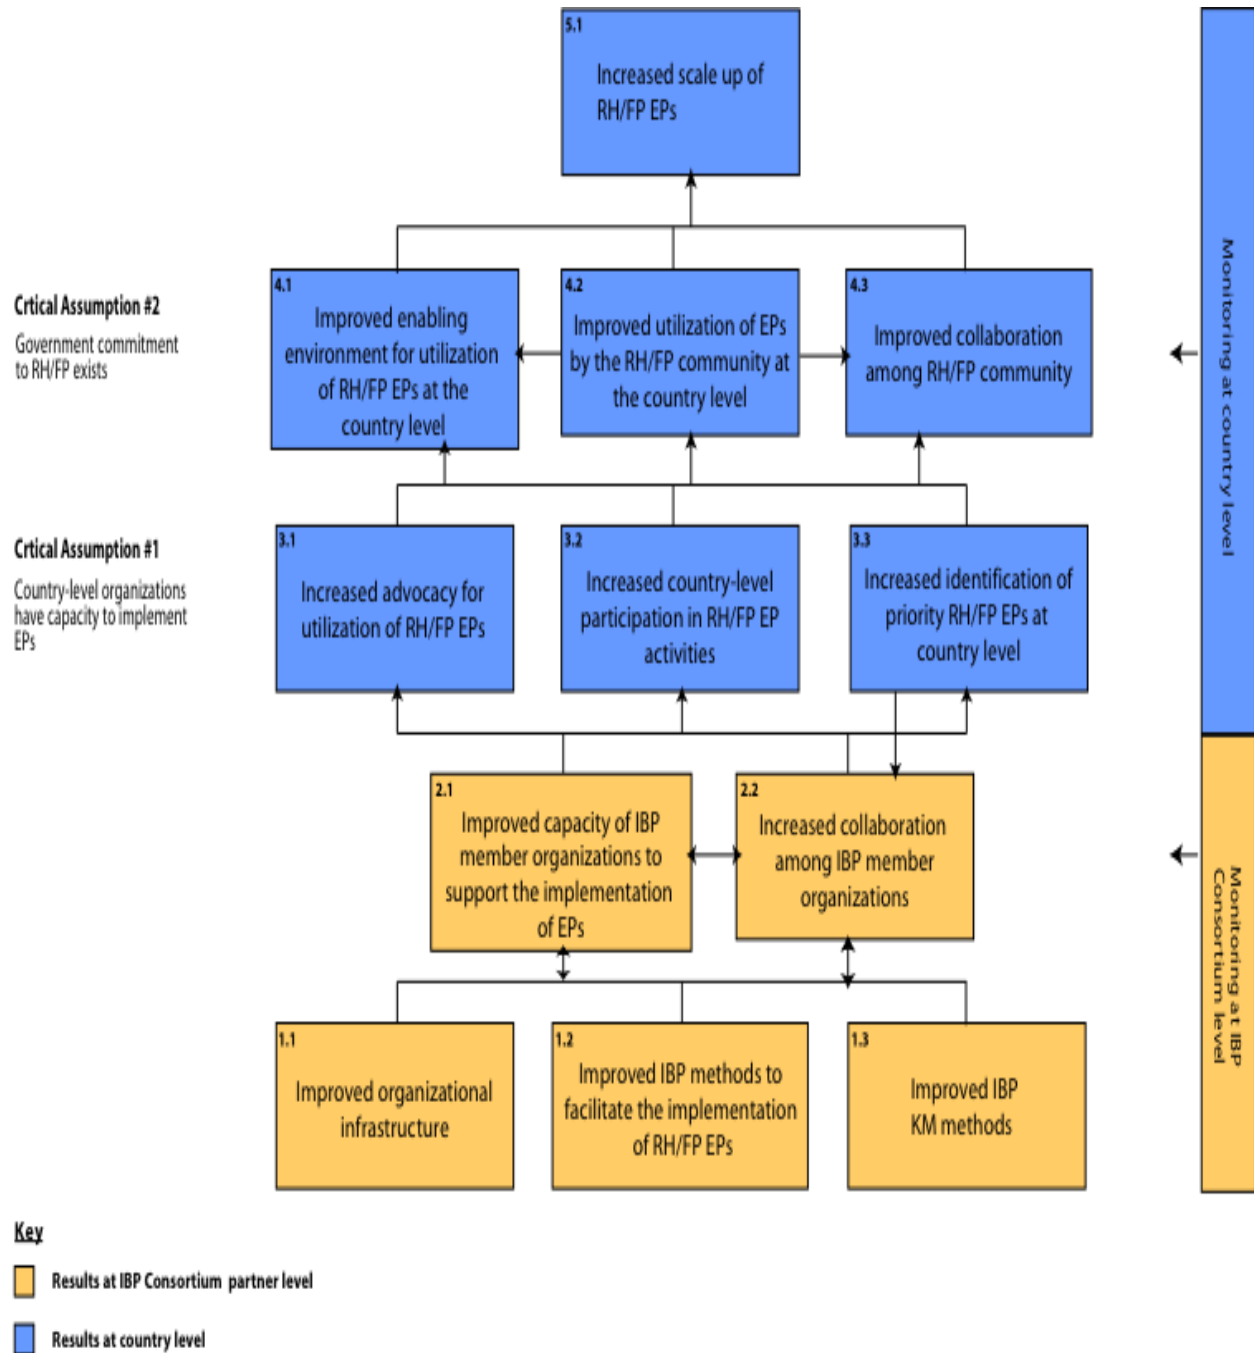 5.1
Increased scale up of
RH/FP EPs
Crtical Assumption #2
Government commitment
to RH/FP exists
4.1
Improved enabling
environment for utilization
of RH/FP EPs at the
country level
4.2
Improved utilization of EPs
by the RH/FP community at
the country level
4.3
Improved collaboration
among RH/FP community
Monitoring at country level
Crtical Assumption #1
Country-level organizations
have capacity to implement
EPs
3.1
Increased advocacy for
utilization of RH/FP EPs
3.2
Increased country-level
participation in RH/FP EP
activities
3.3
Increased identification of
priority RH/FP EPs at
country level
2.1
Improved capacity of IBP
member organizations to
support the implementation
of EPs
2.2
Increased collaboration
among IBP member
organizations
Monitoring at IBP
Consortium level
1.1
Improved organizational
infrastructure
1.2
Improved IBP methods to
facilitate the implementation
of RH/FP EPs
1.3
Improved IBP
KM methods
Key
Results at IBP Consortium partner level
Results at country level